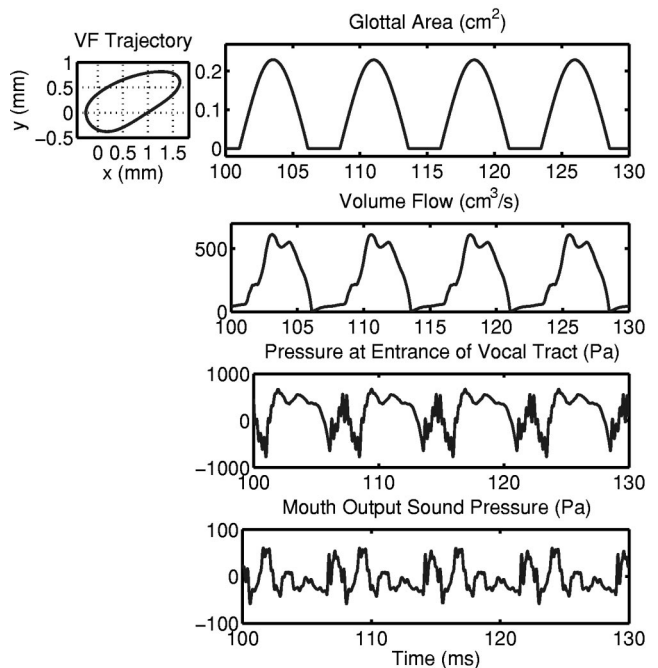 VF Trajectory
y (mm)
1
0.5
0
-0.5
0 0.5 1 1.5
x (mm)
Glottal Area (cm²)
0.2
0.1
0
100 105 110 115 120 125 130
Volume Flow (cm³/s)
500
0
100 105 110 115 120 125 130
Pressure at Entrance of Vocal Tract (Pa)
1000
0
-1000
100 110 120 130
Mouth Output Sound Pressure (Pa)
100
0
-100
100 110 120 130
Time (ms)